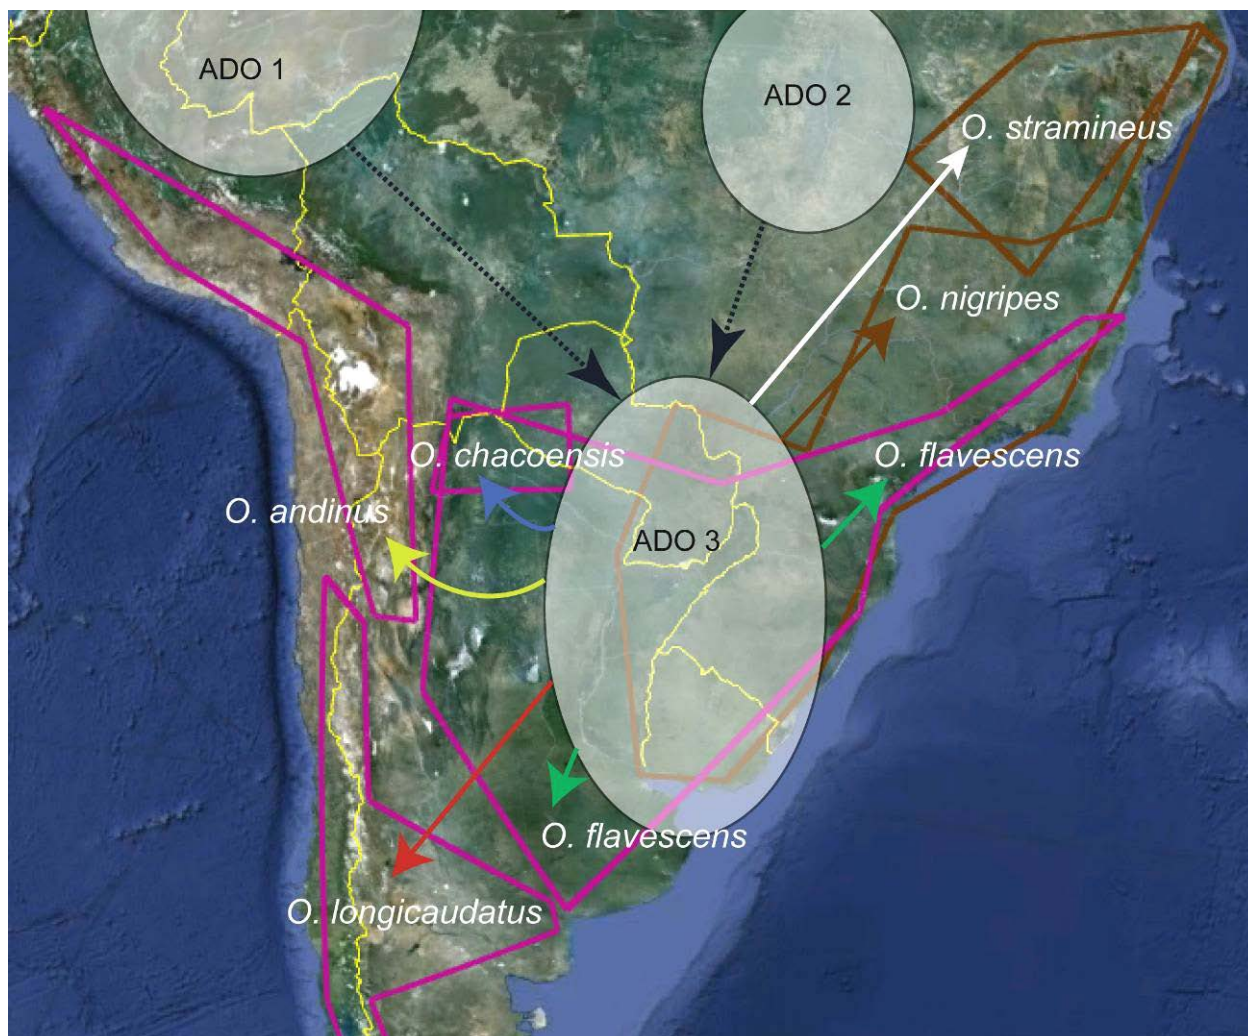 ADO 1
ADO 2
O. stramineus
O. nigripes
O. chacoensis
O. flavescens
O. andinus
ADO 3
O. flavescens
O. longicaudatus